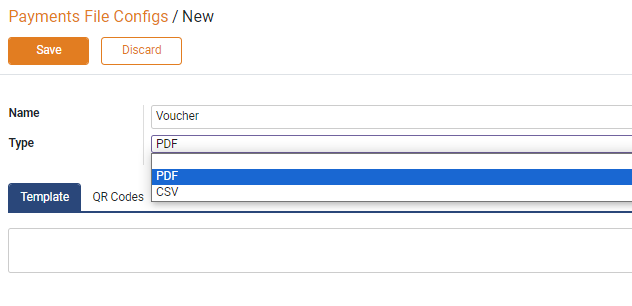 Payments File Configs / New
Save Discard
Name Voucher
Type PDF
PDF
CSV
Template QR Codes